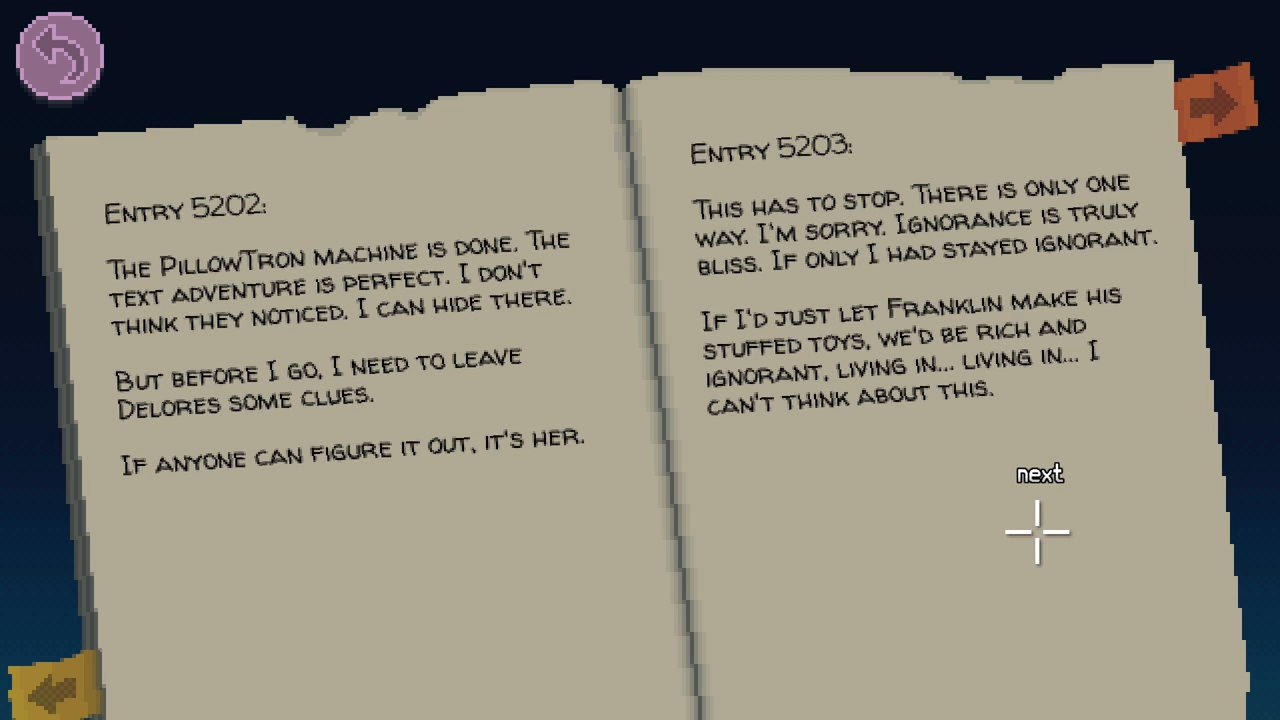 Entry 5202:
The PillowTron machine is done. The
text adventure is perfect. I don't
think they noticed. I can hide there.
But before I go, I need to leave
Delores some clues.
If anyone can figure it out, it's her.
Entry 5203:
This has to stop. There is only one
way. I'm sorry. Ignorance is truly
bliss. If only I had stayed ignorant.
If I'd just let Franklin make his
stuffed toys, we'd be rich and
ignorant, living in... living in... I
can't think about this.
next